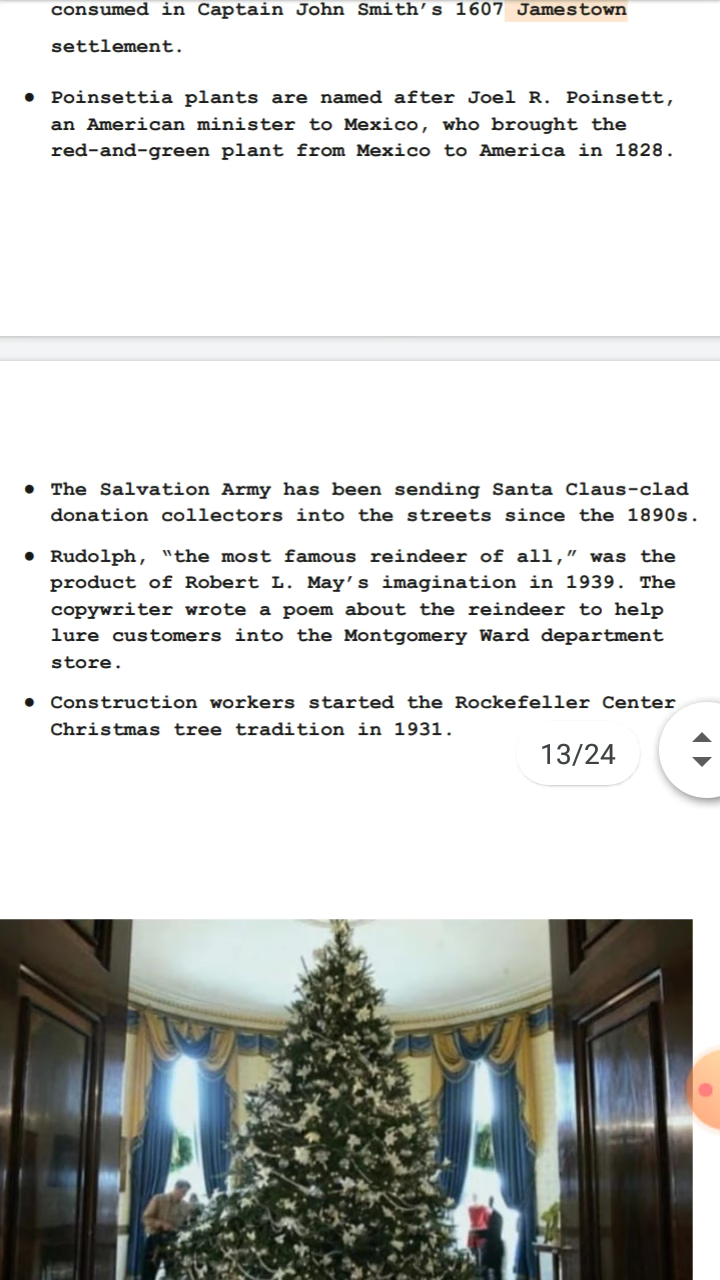 consumed in Captain John Smith’s 1607 Jamestown
settlement.
● Poinsettia plants are named after Joel R. Poinsett,
an American minister to Mexico, who brought the
red-and-green plant from Mexico to America in 1828.
● The Salvation Army has been sending Santa Claus-clad
donation collectors into the streets since the 1890s.
● Rudolph, “the most famous reindeer of all,” was the
product of Robert L. May’s imagination in 1939. The
copywriter wrote a poem about the reindeer to help
lure customers into the Montgomery Ward department
store.
● Construction workers started the Rockefeller Center
Christmas tree tradition in 1931.
13/24